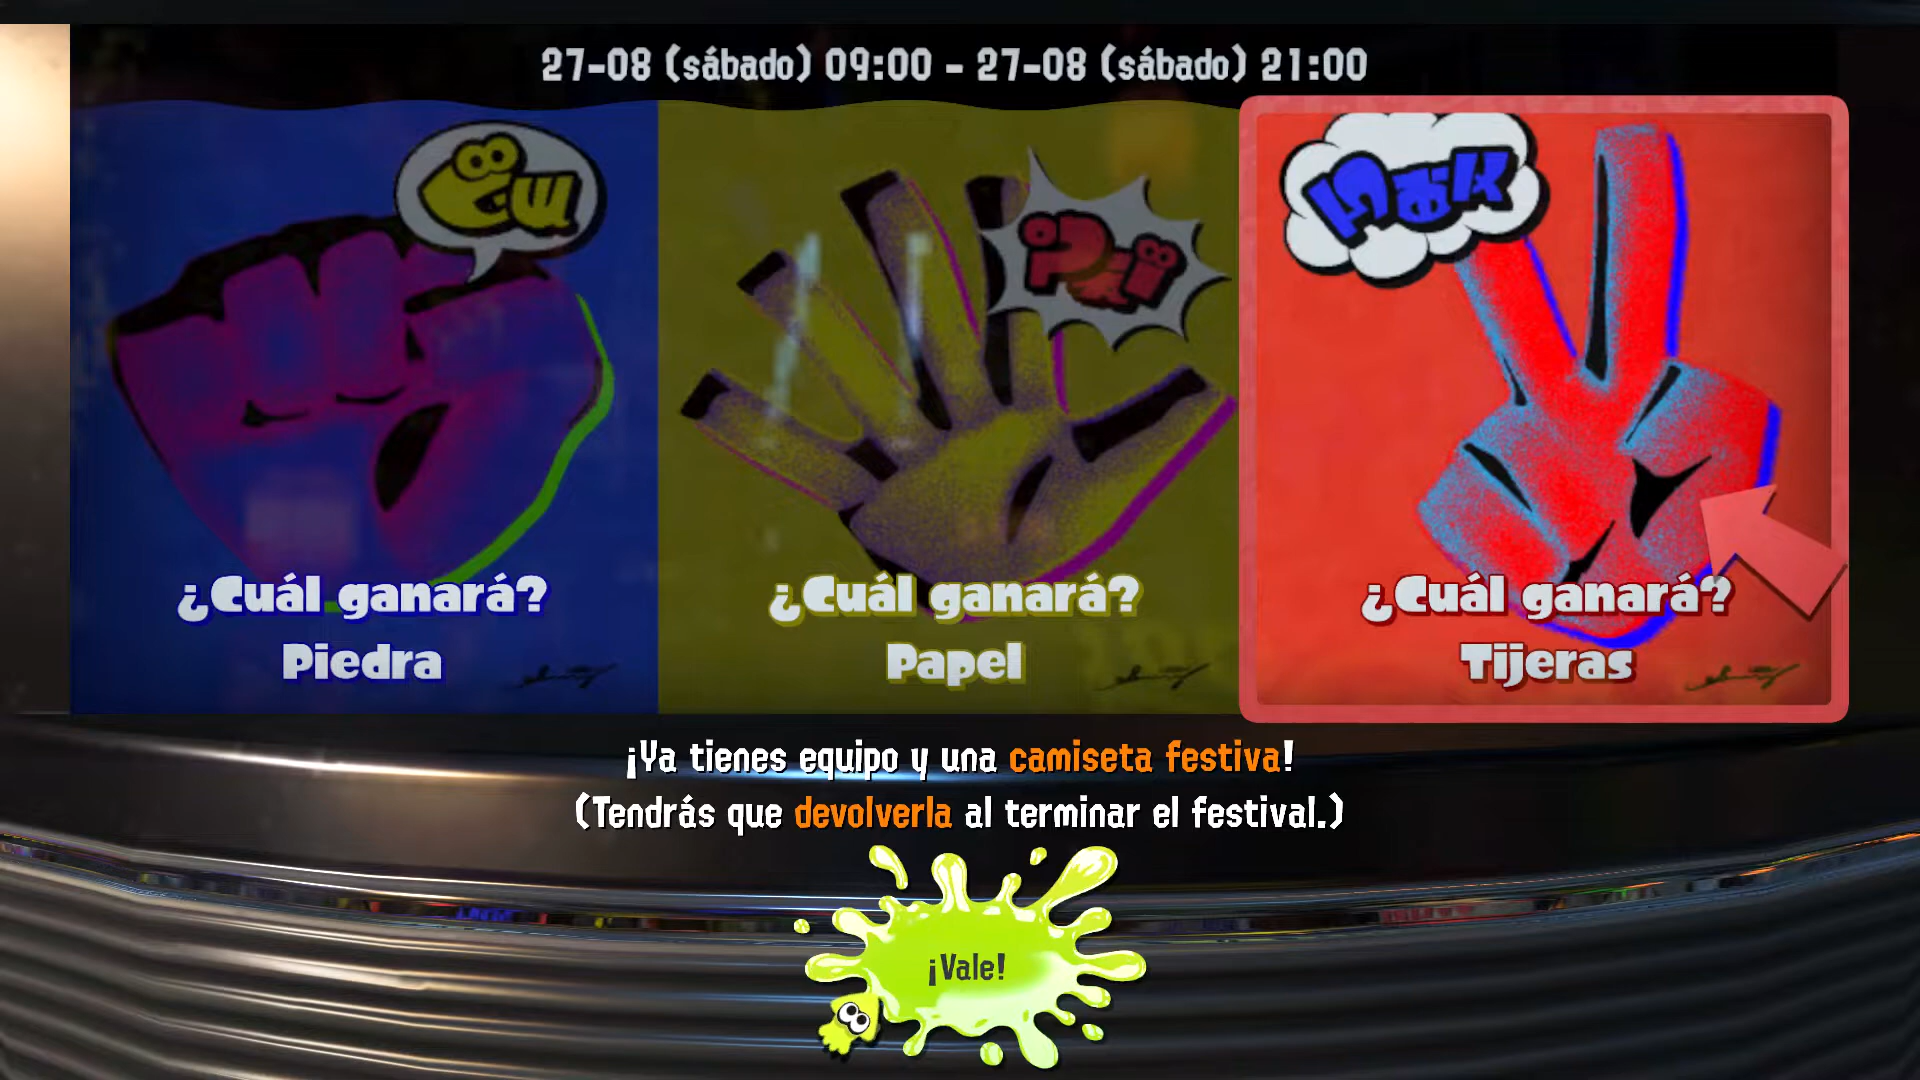 27-08 (sábado) 09:00 - 27-08 (sábado) 21:00
¿Cuál ganará?
Piedra
¿Cuál ganará?
Papel
¿Cuál ganará?
Tijeras
¡Ya tienes equipo y una camiseta festiva!
(Tendrás que devolverla al terminar el festival.)
¡Vale!